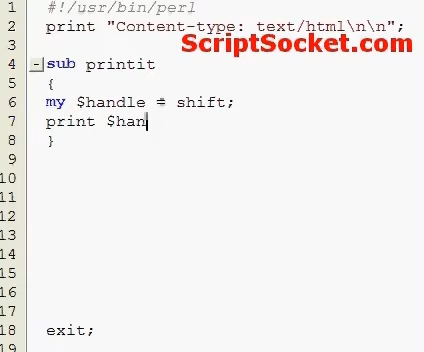 1 #!/usr/bin/perl
2 print "Content-type: text/html\n\n";
ScriptSocket.com
3
4 sub printit
5 {
6 my $handle = shift;
7 print $han
8 }
9
10
11
12
13
14
15
16
17
18 exit;
19